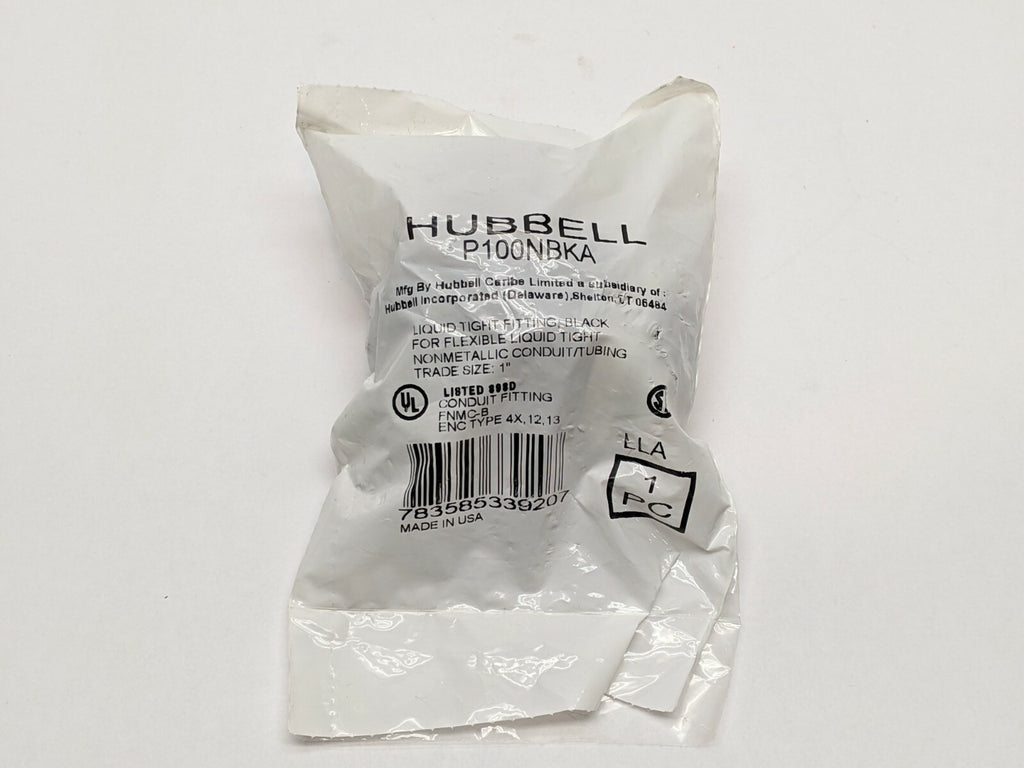 HUBBELL
P100NBKA
Mfg By Hubbell Caribe Limited a subsidiary of :
Hubbell Incorporated (Delaware),Shelton, CT 06484
LIQUID TIGHT FITTING, BLACK
FOR FLEXIBLE LIQUID TIGHT
NONMETALLIC CONDUIT/TUBING
TRADE SIZE: 1"
UL
LISTED
CONDUIT FITTING
FNMC-B
ENC TYPE 4X,12,13
LLA
1
PC
783585339207
MADE IN USA